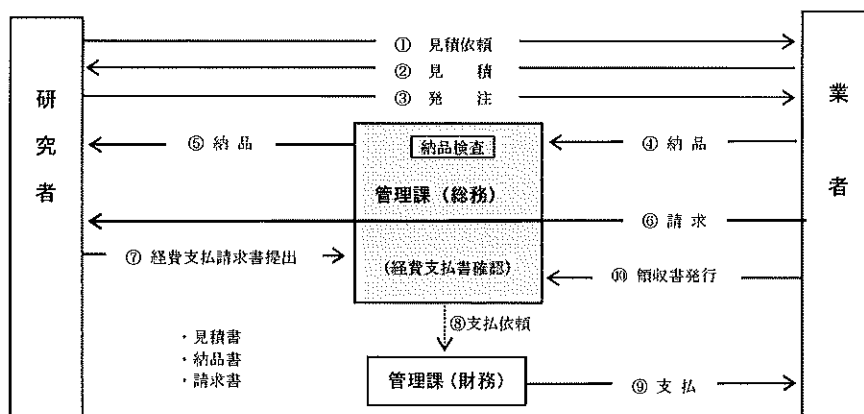 ① 見積依頼
② 見　積
③ 発　注
研究者
業者
⑤ 納 品
納品検査
④ 納 品
管理課（総務）
⑥ 請 求
⑦ 経費支払請求書提出
(経費支払書確認)
⑩ 領収書発行
⑧支払依頼
・見積書
・納品書
・請求書
管理課（財務）
⑨ 支 払